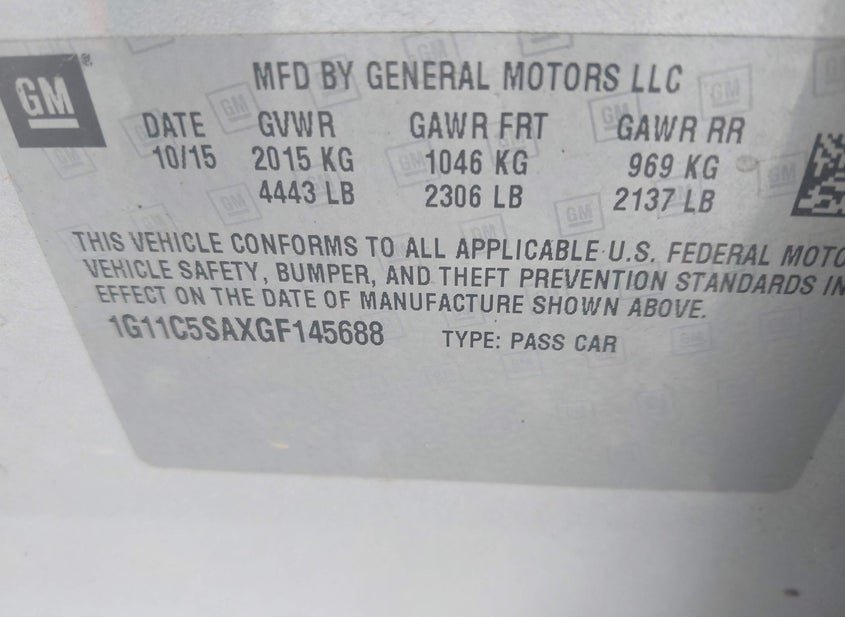 GM
MFD BY GENERAL MOTORS LLC
DATE GVWR GAWR FRT GAWR RR
10/15 2015 KG 1046 KG 969 KG
4443 LB 2306 LB 2137 LB
THIS VEHICLE CONFORMS TO ALL APPLICABLE U.S. FEDERAL MOTO
VEHICLE SAFETY, BUMPER, AND THEFT PREVENTION STANDARDS IN
EFFECT ON THE DATE OF MANUFACTURE SHOWN ABOVE.
1G11C5SAXGF145688 TYPE: PASS CAR